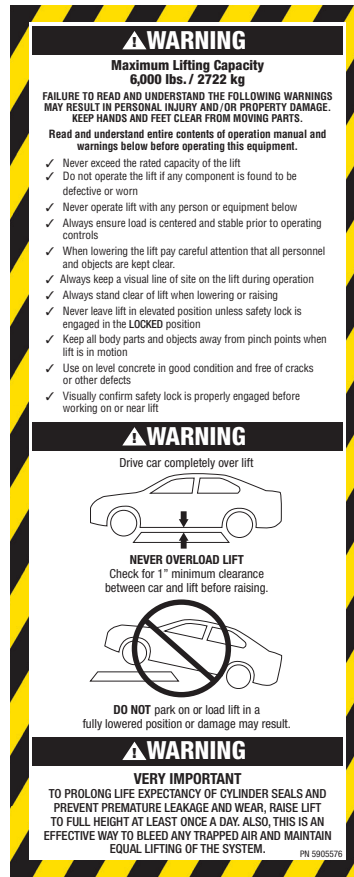 WARNING
Maximum Lifting Capacity
6,000 lbs. / 2722 kg
FAILURE TO READ AND UNDERSTAND THE FOLLOWING WARNINGS
MAY RESULT IN PERSONAL INJURY AND/OR PROPERTY DAMAGE.
KEEP HANDS AND FEET CLEAR FROM MOVING PARTS.
Read and understand entire contents of operation manual and
warnings below before operating this equipment.
✓ Never exceed the rated capacity of the lift
✓ Do not operate the lift if any component is found to be
defective or worn
✓ Never operate lift with any person or equipment below
✓ Always ensure load is centered and stable prior to operating
controls
✓ When lowering the lift pay careful attention that all personnel
and objects are kept clear.
✓ Always keep a visual line of site on the lift during operation
✓ Always stand clear of lift when lowering or raising
✓ Never leave lift in elevated position unless safety lock is
engaged in the LOCKED position
✓ Keep all body parts and objects away from pinch points when
lift is in motion
✓ Use on level concrete in good condition and free of cracks
or other defects
✓ Visually confirm safety lock is properly engaged before
working on or near lift
WARNING
Drive car completely over lift
NEVER OVERLOAD LIFT
Check for 1" minimum clearance
between car and lift before raising.
DO NOT park on or load lift in a
fully lowered position or damage may result.
WARNING
VERY IMPORTANT
TO PROLONG LIFE EXPECTANCY OF CYLINDER SEALS AND
PREVENT PREMATURE LEAKAGE AND WEAR, RAISE LIFT
TO FULL HEIGHT AT LEAST ONCE A DAY. ALSO, THIS IS AN
EFFECTIVE WAY TO BLEED ANY TRAPPED AIR AND MAINTAIN
EQUAL LIFTING OF THE SYSTEM.
PN 5905576